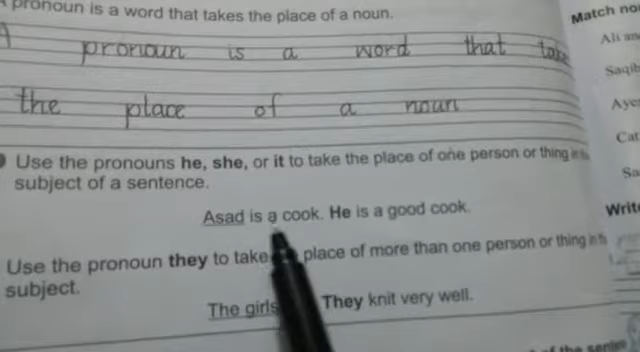 pronoun is a word that takes the place of a noun.
A pronoun is a word that take
the place of a noun
Use the pronouns he, she, or it to take the place of one person or thing in
subject of a sentence.
Asad is a cook. He is a good cook.
Use the pronoun they to take place of more than one person or thing in
subject.
The girls They knit very well.
Match
Ali
Saqib
Cat